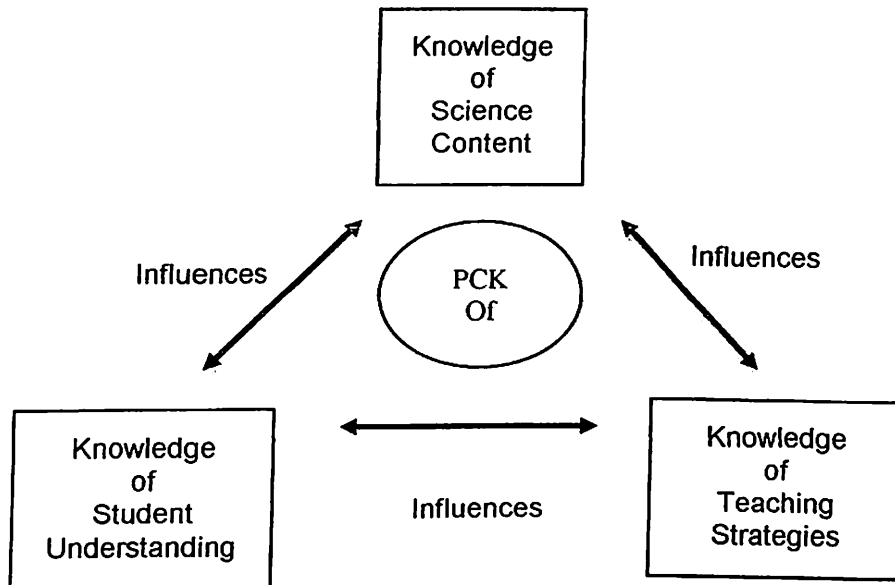 Knowledge
of
Science
Content
Influences
Influences
PCK
Of
Knowledge
of
Student
Understanding
Influences
Knowledge
of
Teaching
Strategies